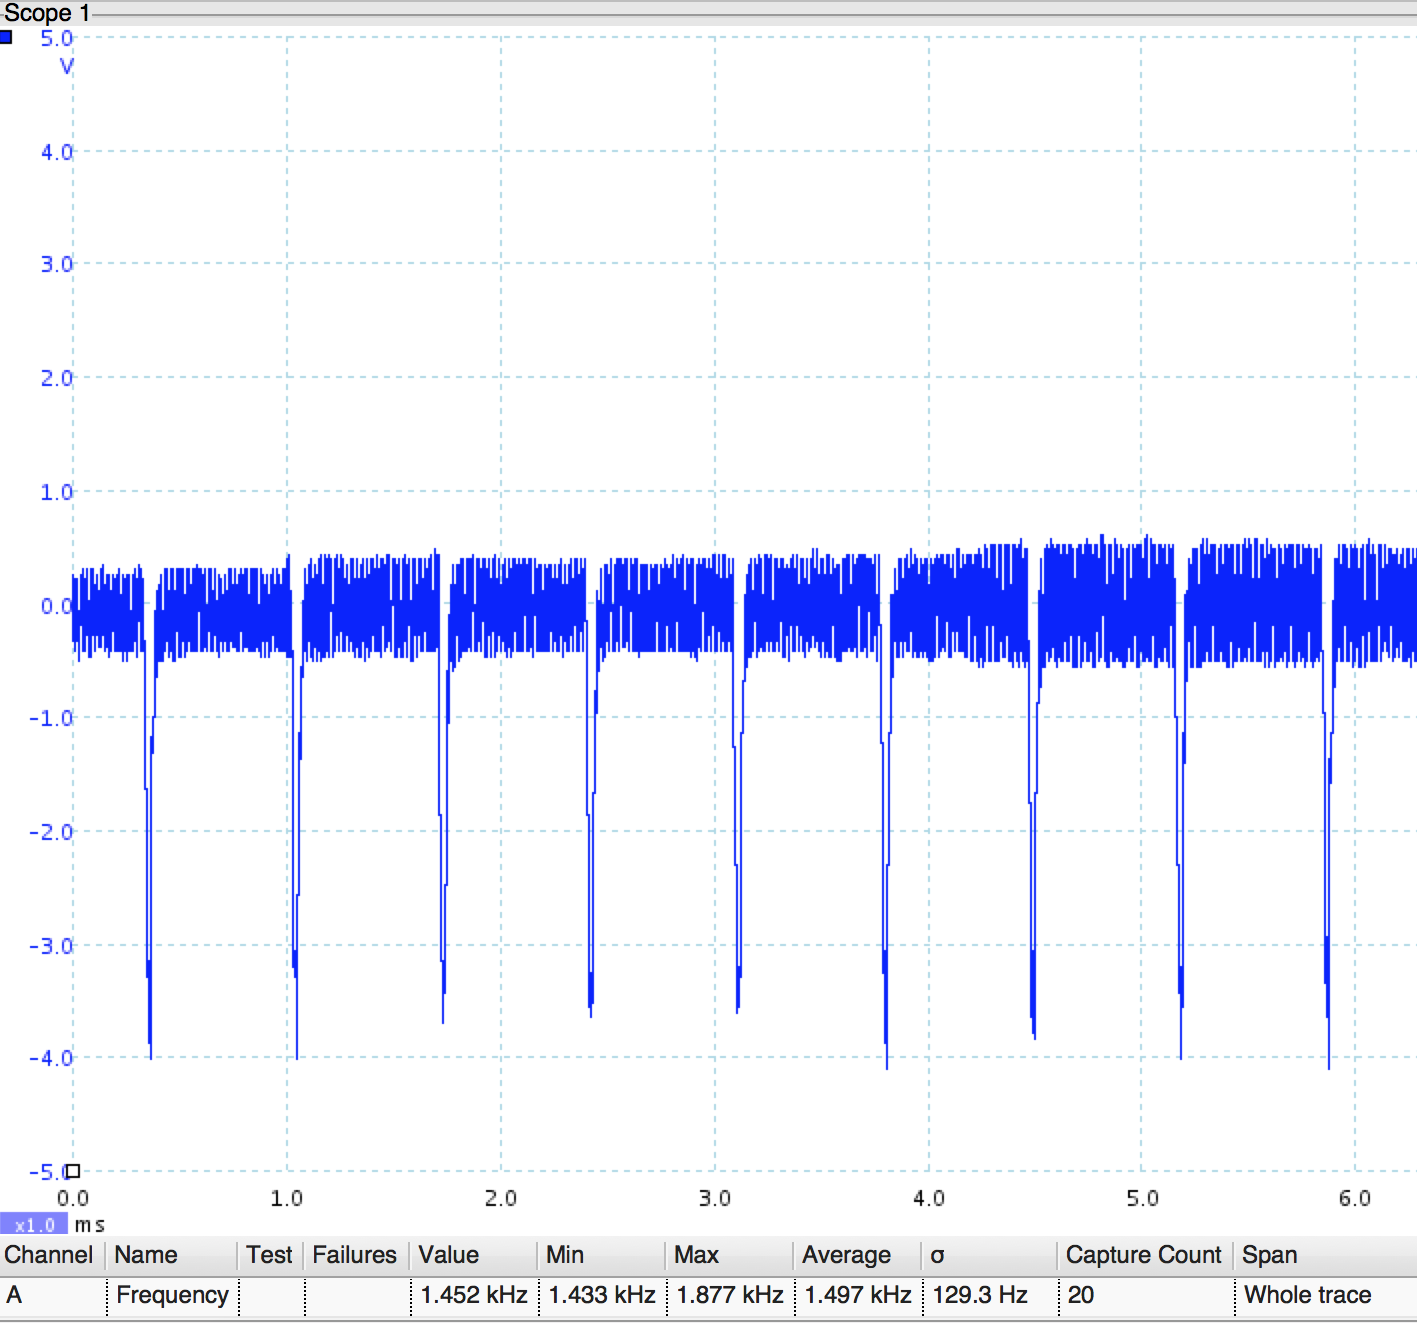 Scope 1
5.0
V
4.0
3.0
2.0
1.0
0.0
-1.0
-2.0
-3.0
-4.0
-5.0
0.0 1.0 2.0 3.0 4.0 5.0 6.0
x1.0 ms
Channel Name Test Failures Value Min Max Average σ Capture Count Span
A Frequency 1.452 kHz 1.433 kHz 1.877 kHz 1.497 kHz 129.3 Hz 20 Whole trace